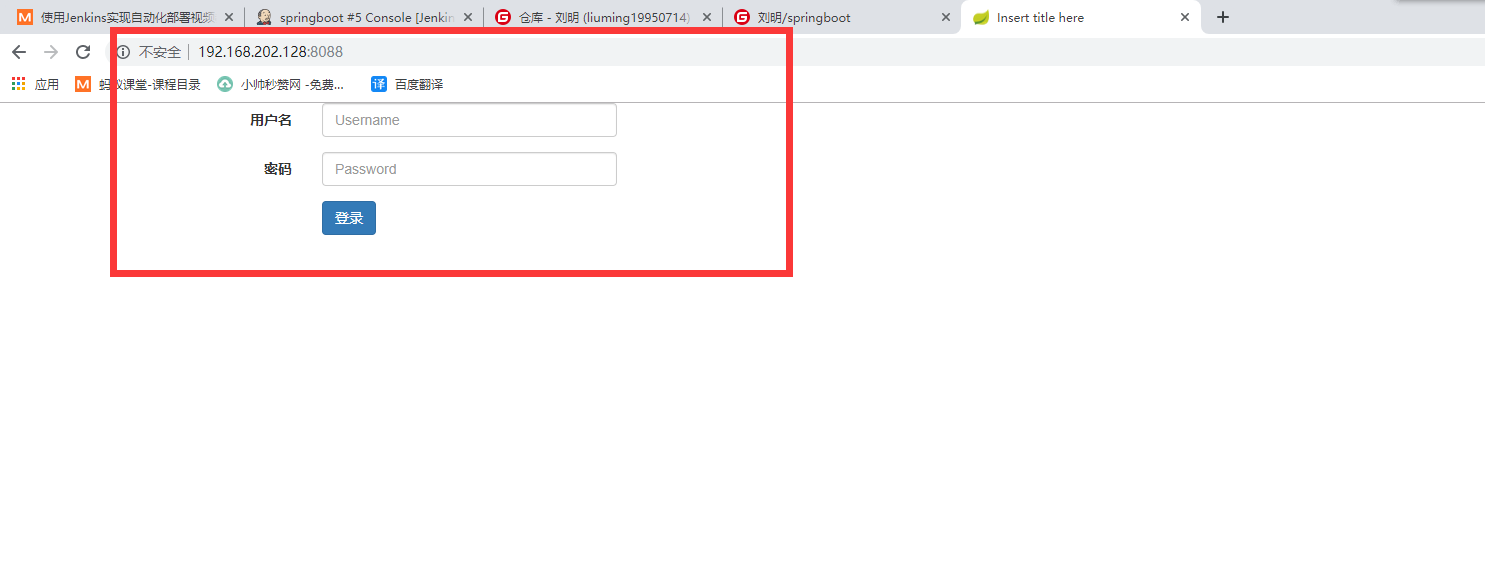 使用Jenkins实现自动化部署视频
springboot #5 Console [Jenkin
仓库 - 刘明 (liuming19950714)
刘明/springboot
Insert title here
不安全 192.168.202.128:8088
应用 蚂蚁课堂-课程目录 小帅秒赞网 -免费... 译 百度翻译
用户名 Username
密码 Password
登录